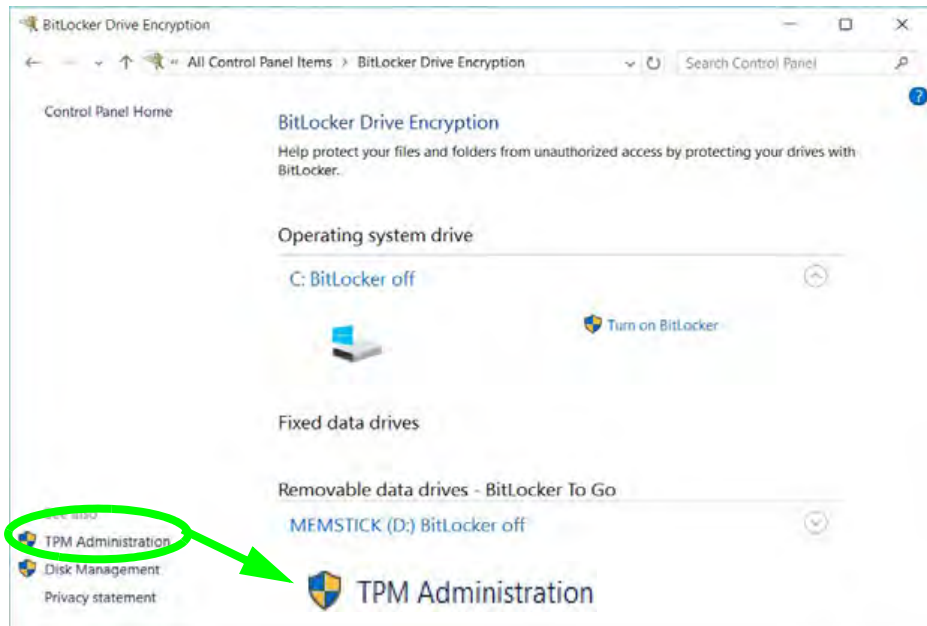 BitLocker Drive Encryption
« All Control Panel Items > BitLocker Drive Encryption
Search Control Panel
Control Panel Home
?
BitLocker Drive Encryption
Help protect your files and folders from unauthorized access by protecting your drives with
BitLocker.
Operating system drive
C: BitLocker off
Turn on BitLocker
Fixed data drives
Removable data drives - BitLocker To Go
MEMSTICK (D:) BitLocker off
See also
TPM Administration
Disk Management
Privacy statement
TPM Administration